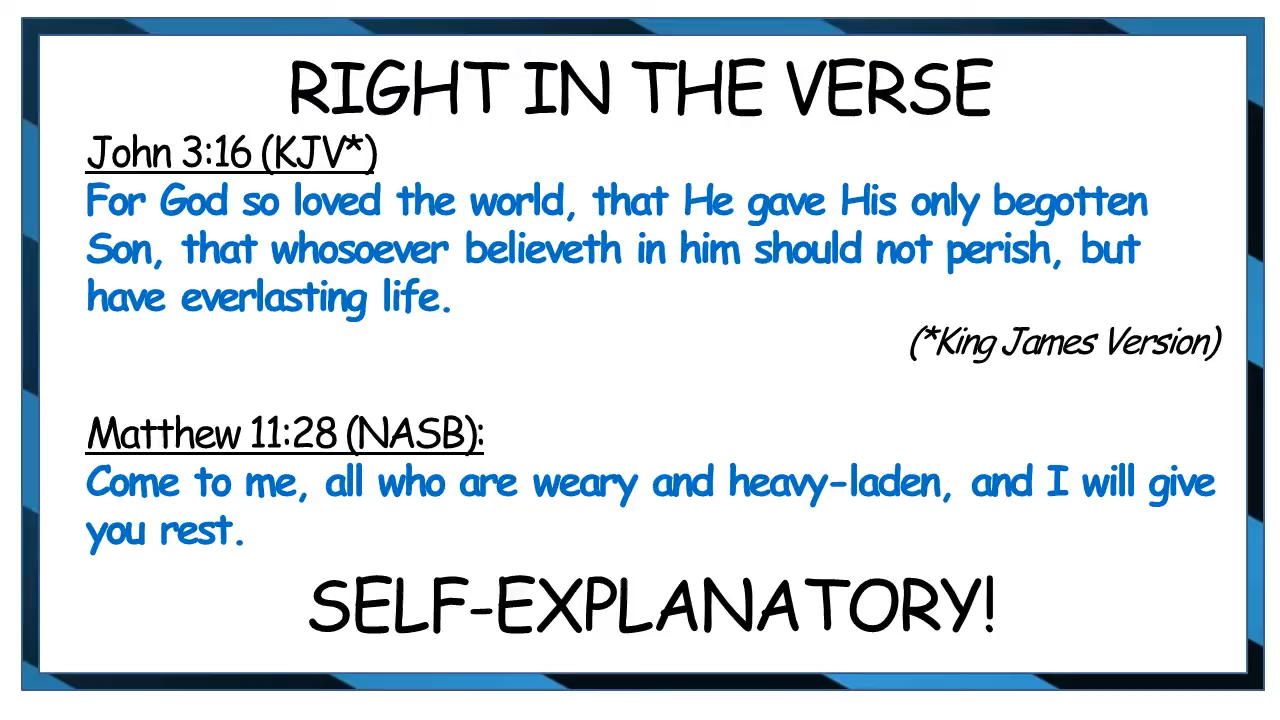 RIGHT IN THE VERSE
John 3:16 (KJV*)
For God so loved the world, that He gave His only begotten
Son, that whosoever believeth in him should not perish, but
have everlasting life.
(*King James Version)
Matthew 11:28 (NASB):
Come to me, all who are weary and heavy-laden, and I will give
you rest.
SELF-EXPLANATORY!